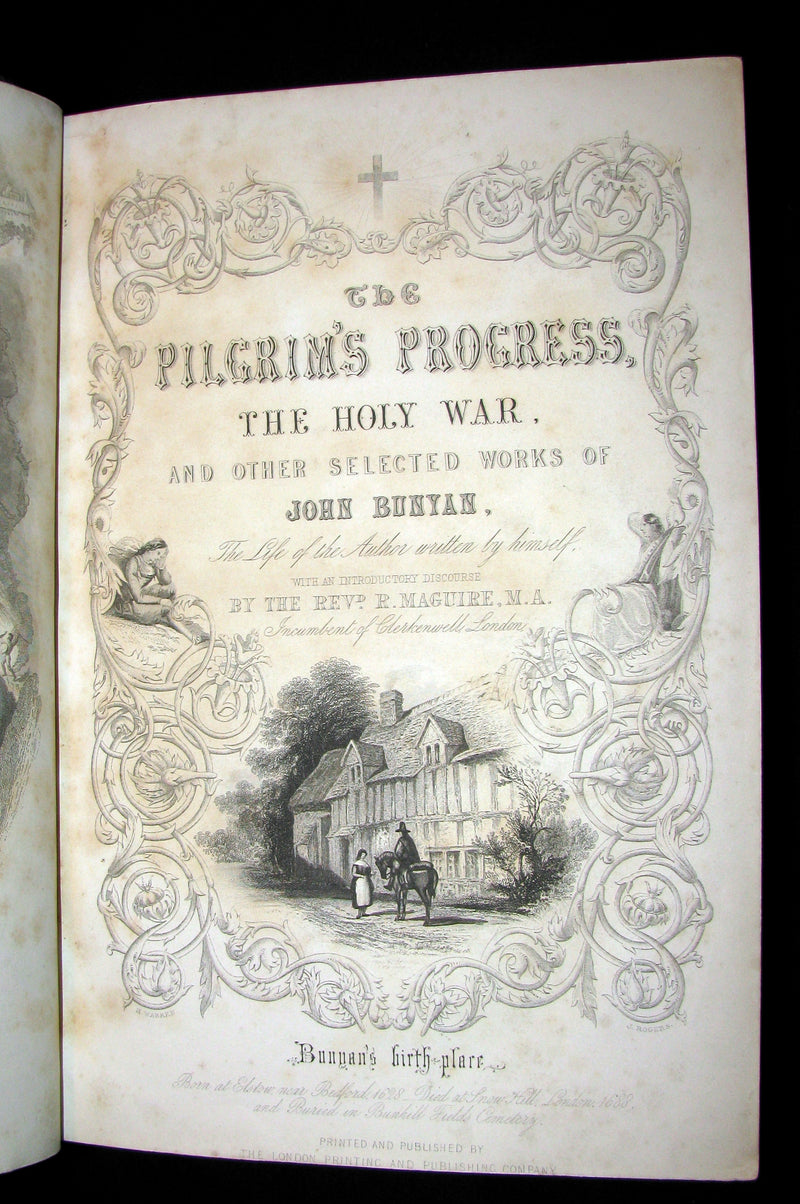 The
PILGRIM'S PROGRESS,
THE HOLY WAR,
AND OTHER SELECTED WORKS OF
JOHN BUNYAN,
The Life of the Author written by himself.
WITH AN INTRODUCTORY DISCOURSE
BY THE REVD. R. MAGUIRE, M.A.
Incumbent of Clerkenwell, London.
H. WARREN
J. ROGERS.
Bunyan's birth-place
Born at Elstow, near Bedford, 1628. Died at Snow Hill, London, 1688.
and Buried in Bunhill Fields Cemetery.
PRINTED AND PUBLISHED BY
THE LONDON PRINTING AND PUBLISHING COMPANY